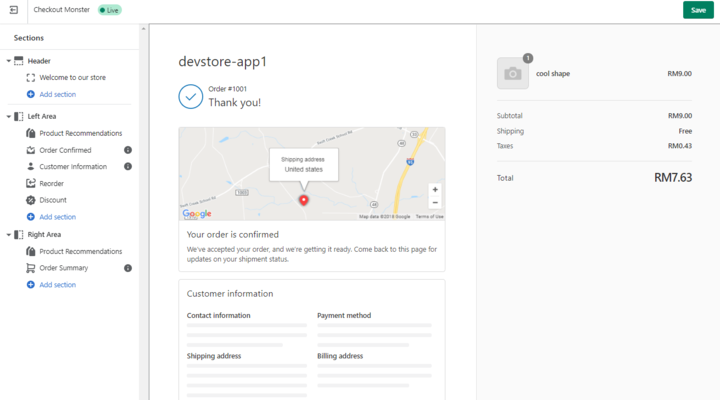 Checkout Monster
Live
Save
Sections
Header
Welcome to our store
Add section
Left Area
Product Recommendations
Order Confirmed
Customer Information
Reorder
Discount
Add section
Right Area
Product Recommendations
Order Summary
Add section
devstore-app1
Order #1001
Thank you!
Shipping address
United states
Google
Map data ©2018 Google
Terms of Use
Your order is confirmed
We've accepted your order, and we're getting it ready. Come back to this page for
updates on your shipment status.
Customer information
Contact information
Payment method
Shipping address
Billing address
1
cool shape
RM9.00
Subtotal
RM9.00
Shipping
Free
Taxes
RM0.43
Total
RM7.63